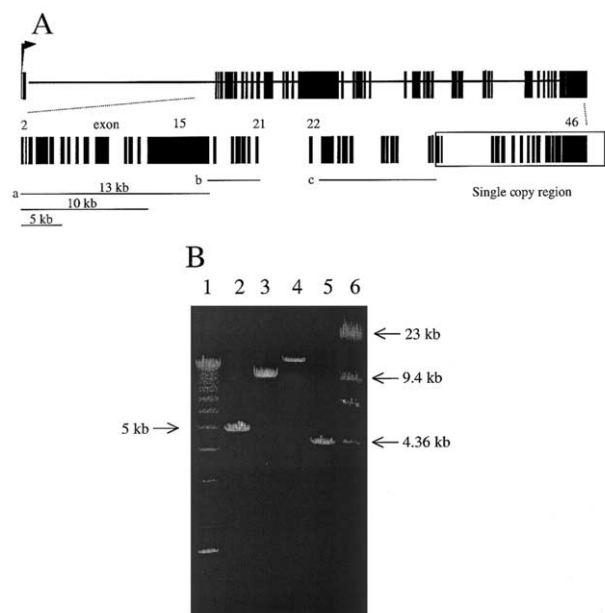 A
2 exon 15 21 22 46
a 13 kb b c Single copy region
10 kb
5 kb
B
1 2 3 4 5 6
23 kb
9.4 kb
5 kb
4.36 kb